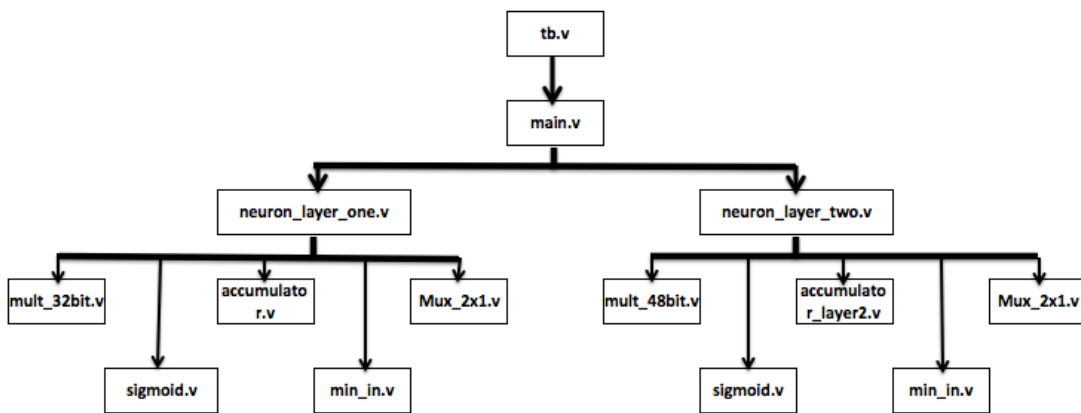 tb.v
main.v
neuron_layer_one.v
neuron_layer_two.v
mult_32bit.v
accumulato
r.v
Mux_2x1.v
mult_48bit.v
accumulato
r_layer2.v
Mux_2x1.v
sigmoid.v
min_in.v
sigmoid.v
min_in.v